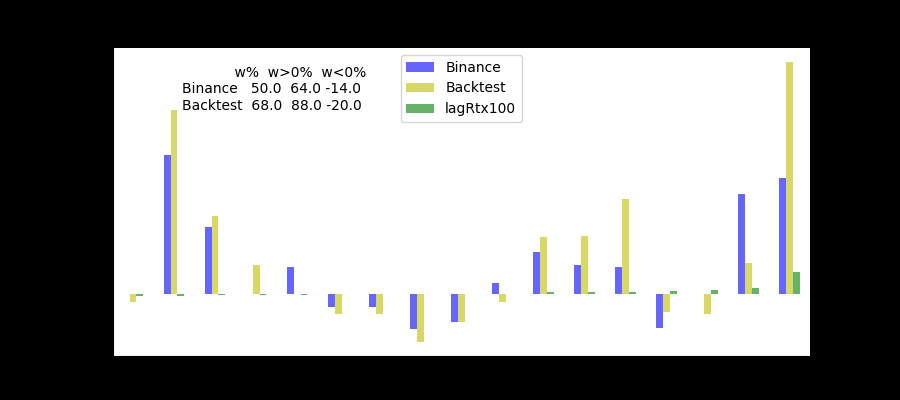 w%  w>0%  w<0%
Binance   50.0  64.0 -14.0
Backtest  68.0  88.0 -20.0
Binance
Backtest
lagRtx100